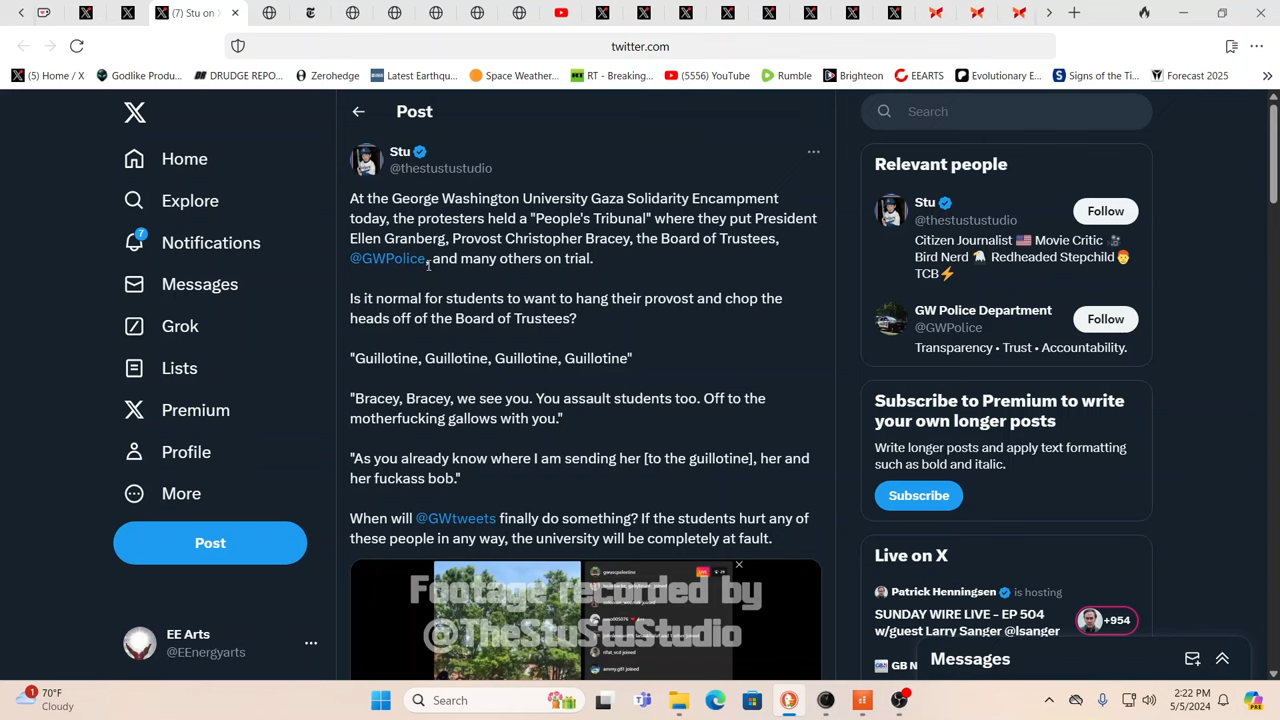 (7) Stu on
twitter.com
(5) Home / X
Godlike Produ...
DRUDGE REPO...
Zerohedge
Latest Earthqu...
Space Weather...
RT - Breaking...
(5556) YouTube
Rumble
Brighteon
CEEARTS
Evolutionary E...
Signs of the Ti...
Forecast 2025
Home
Explore
7
Notifications
Messages
Grok
Lists
Premium
Profile
More
Post
EE Arts
@EEnergyarts
Post
Stu
@thestustustudio
At the George Washington University Gaza Solidarity Encampment
today, the protesters held a "People's Tribunal" where they put President
Ellen Granberg, Provost Christopher Bracey, the Board of Trustees,
@GWPolice, and many others on trial.
Is it normal for students to want to hang their provost and chop the
heads off of the Board of Trustees?
"Guillotine, Guillotine, Guillotine, Guillotine"
"Bracey, Bracey, we see you. You assault students too. Off to the
motherfucking gallows with you."
"As you already know where I am sending her [to the guillotine], her and
her fuckass bob."
When will @GWtweets finally do something? If the students hurt any of
these people in any way, the university will be completely at fault.
Footage recorded by
@TheStuStuStudio
LIVE
Search
Relevant people
Stu
@thestustustudio
Follow
Citizen Journalist Movie Critic
Bird Nerd Redheaded Stepchild
TCB
GW Police Department
@GWPolice
Follow
Transparency • Trust • Accountability.
Subscribe to Premium to write
your own longer posts
Write longer posts and apply text formatting
such as bold and italic.
Subscribe
Live on X
Patrick Henningsen is hosting
SUNDAY WIRE LIVE - EP 504
w/guest Larry Sanger @lsanger
+954
GB N
Messages
1
70°F
Cloudy
Search
2:22 PM
5/5/2024